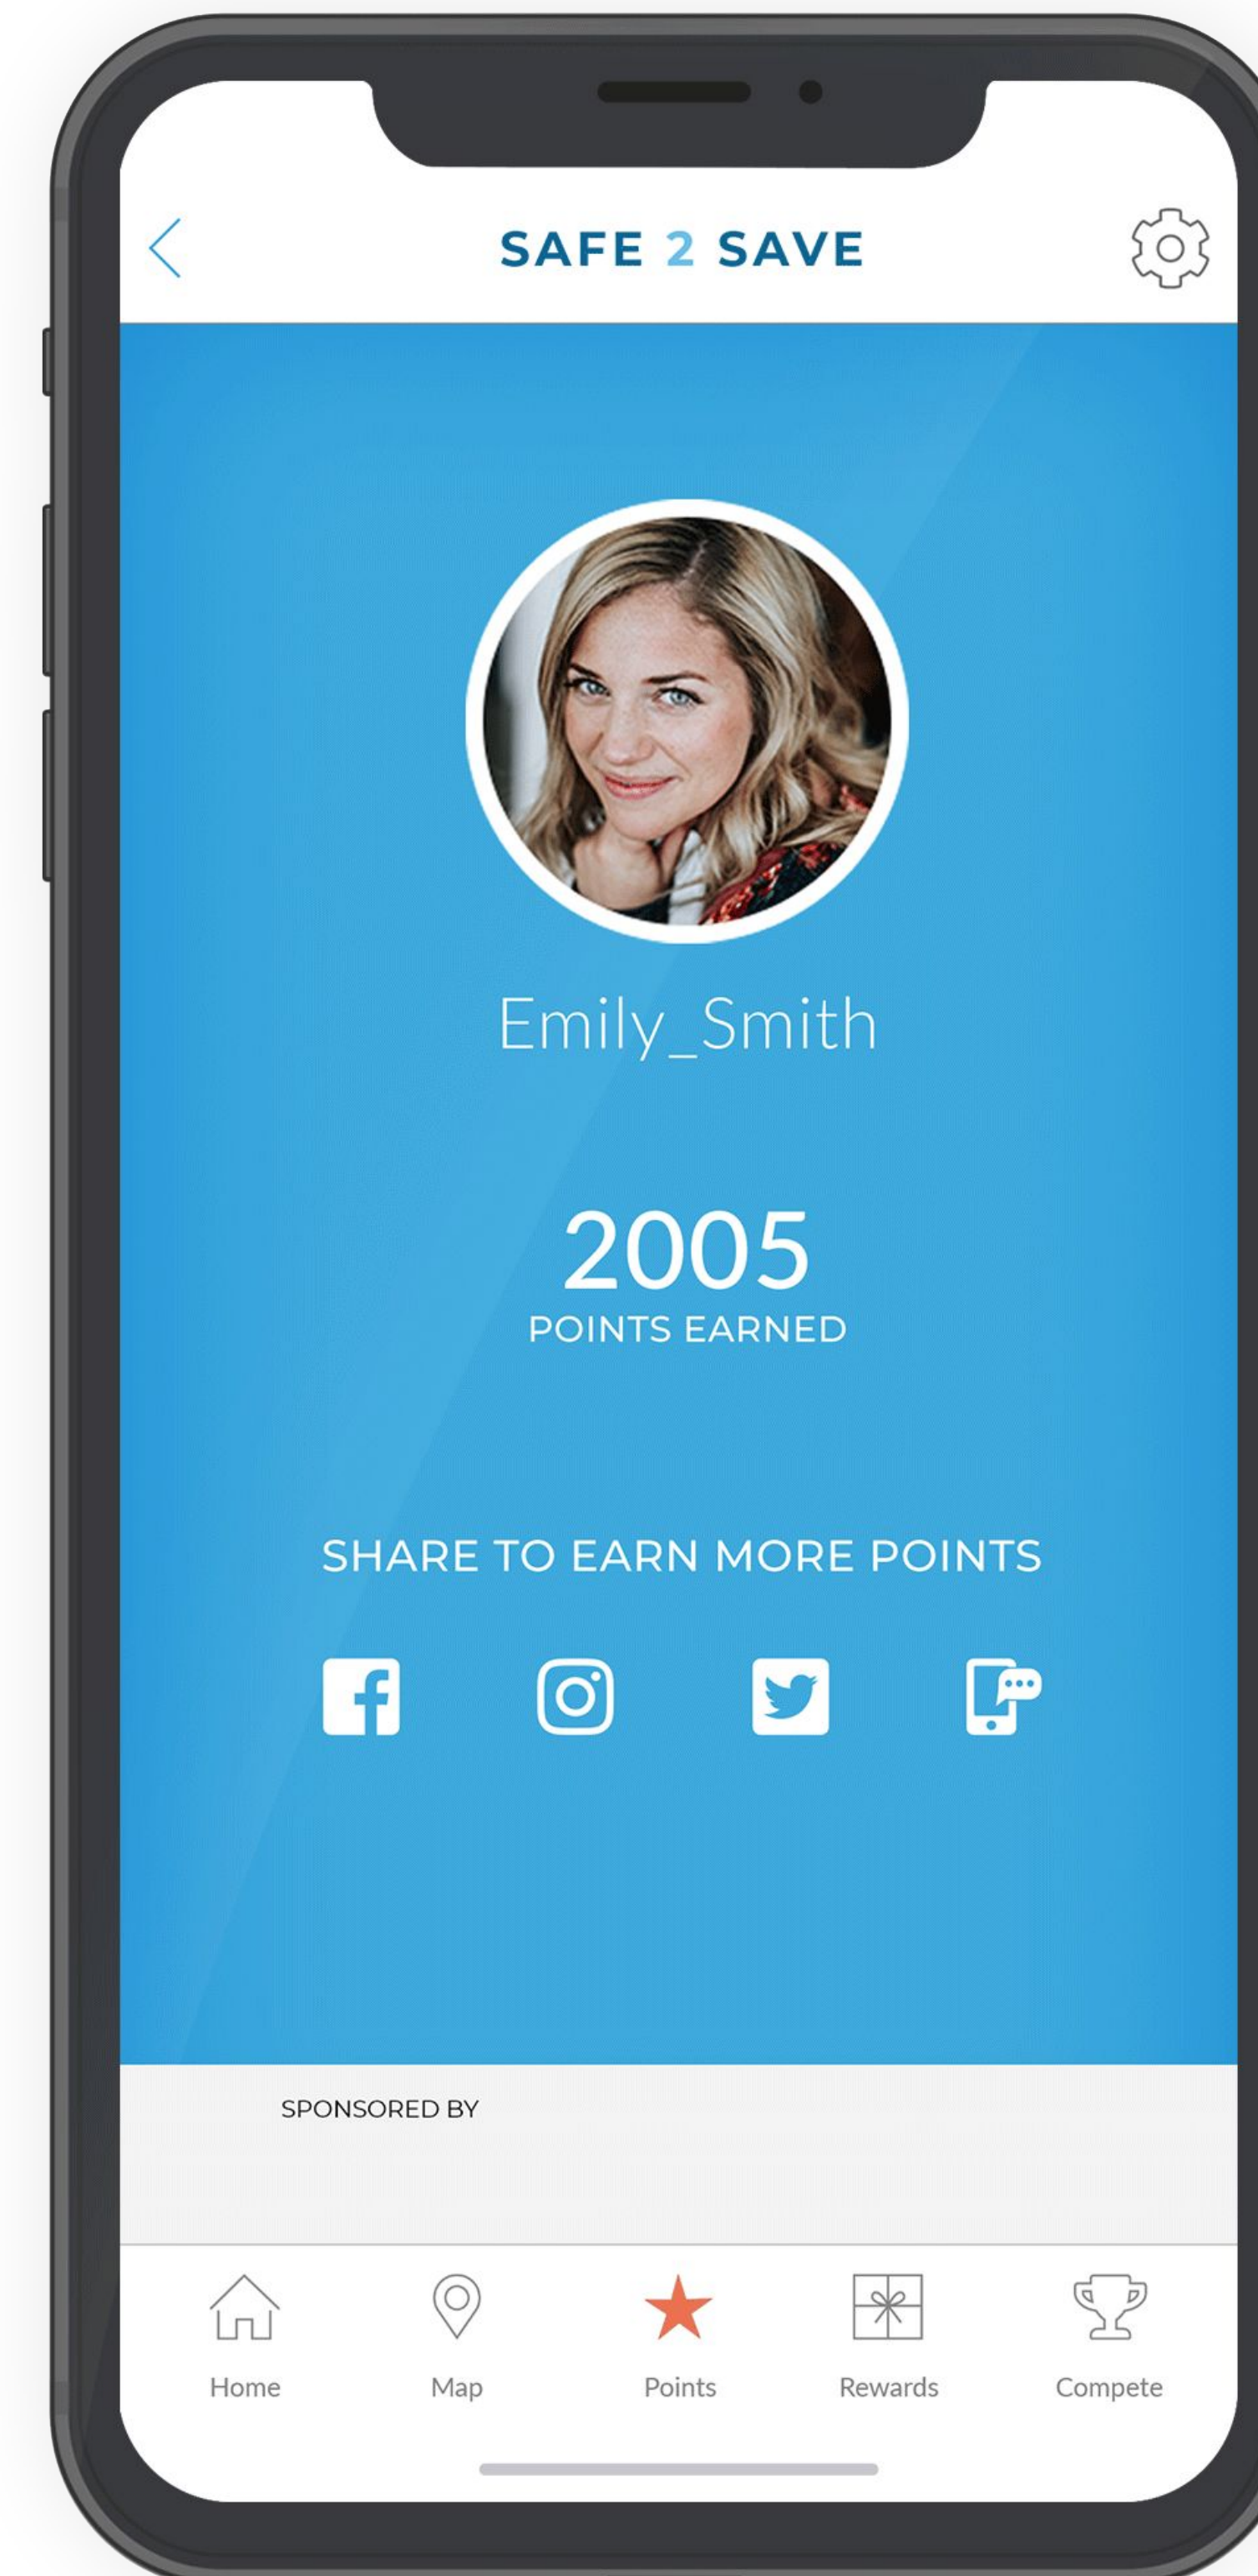 SAFE 2 SAVE
Emily_Smith
2005
POINTS EARNED
SHARE TO EARN MORE POINTS
SPONSORED BY
Home Map Points Rewards Compete